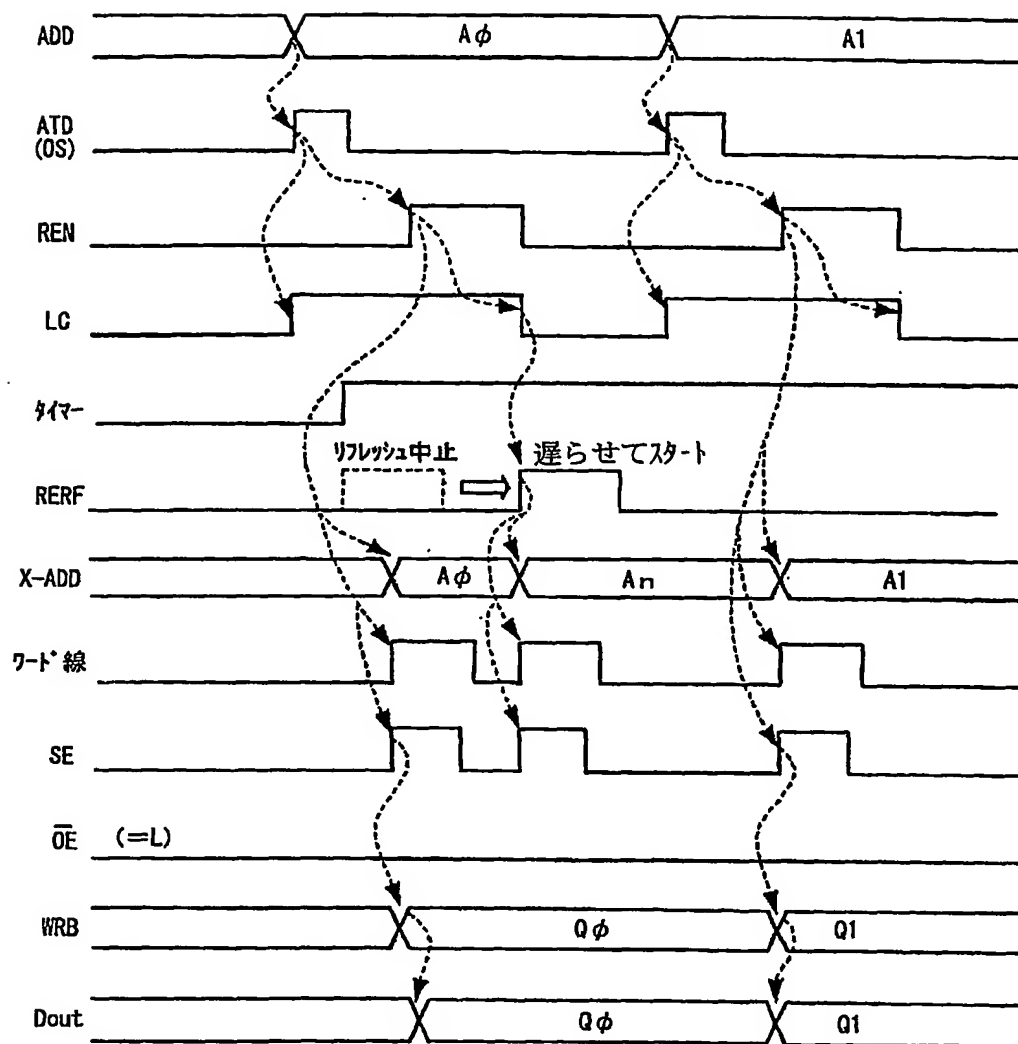 ADD Aφ A1
ATD
(OS)
REN
LC
タイマー
リフレッシュ中止 遅らせてスタート
RERF
X-ADD Aφ An A1
ワード線
SE
O̅E̅ (=L)
WRB Qφ Q1
Dout Qφ Q1